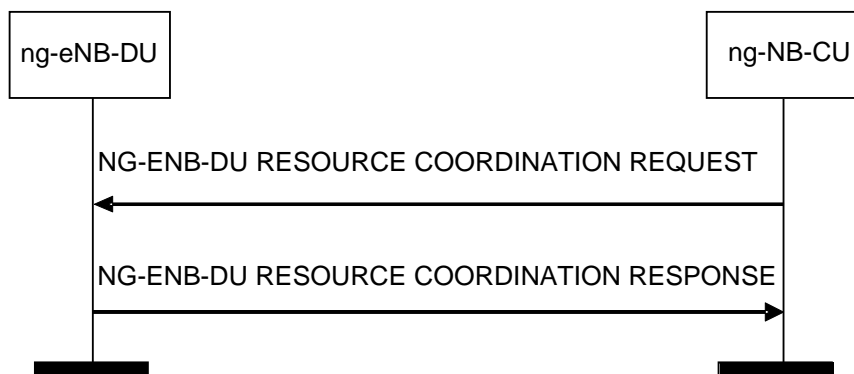 ng-eNB-DU
ng-NB-CU
NG-ENB-DU RESOURCE COORDINATION REQUEST
NG-ENB-DU RESOURCE COORDINATION RESPONSE